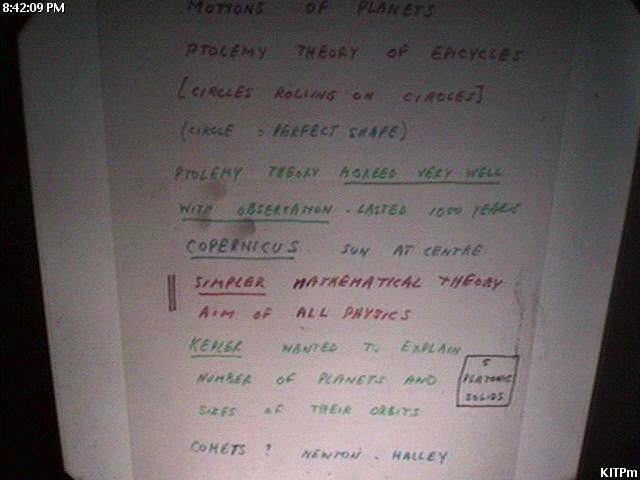 8:42:09 PM
MOTIONS OF PLANETS
PTOLEMY THEORY OF EPICYCLES
[CIRCLES ROLLING ON CIRCLES]
(CIRCLE = PERFECT SHAPE)
PTOLEMY THEORY AGREED VERY WELL
WITH OBSERVATION - LASTED 1000 YEARS
COPERNICUS SUN AT CENTRE
SIMPLER MATHEMATICAL THEORY
AIM OF ALL PHYSICS
KEPLER WANTED TO EXPLAIN
NUMBER OF PLANETS AND
SIZES OF THEIR ORBITS
5
PLATONIC
SOLIDS
COMETS ? NEWTON - HALLEY
KITPm